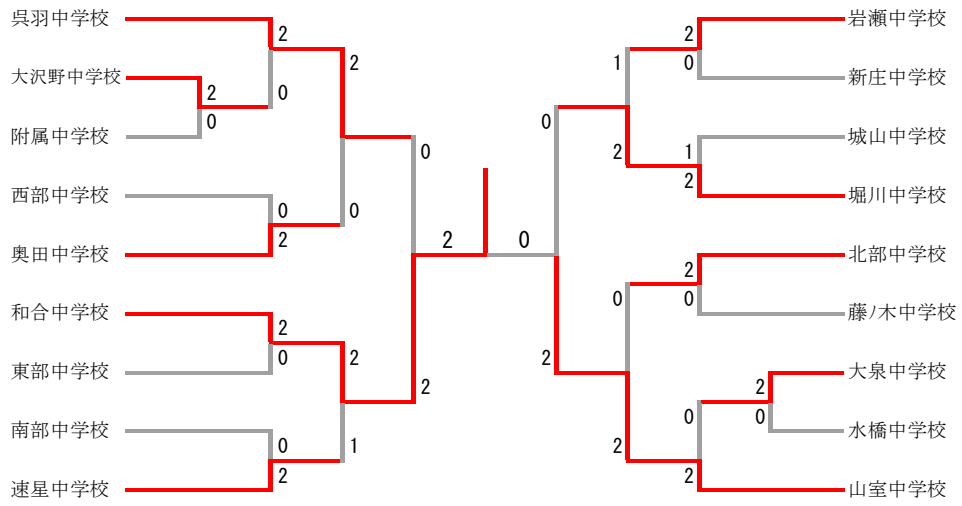 呉羽中学校
2
2
大沢野中学校
2
0
0
附属中学校
西部中学校
0
0
奥田中学校
2
0
和合中学校
2
2
東部中学校
0
2
南部中学校
0
1
速星中学校
2
2
0
岩瀬中学校
2
1
新庄中学校
0
0
城山中学校
1
2
堀川中学校
2
北部中学校
2
0
藤ノ木中学校
0
2
大泉中学校
2
0
0
水橋中学校
2
山室中学校
2